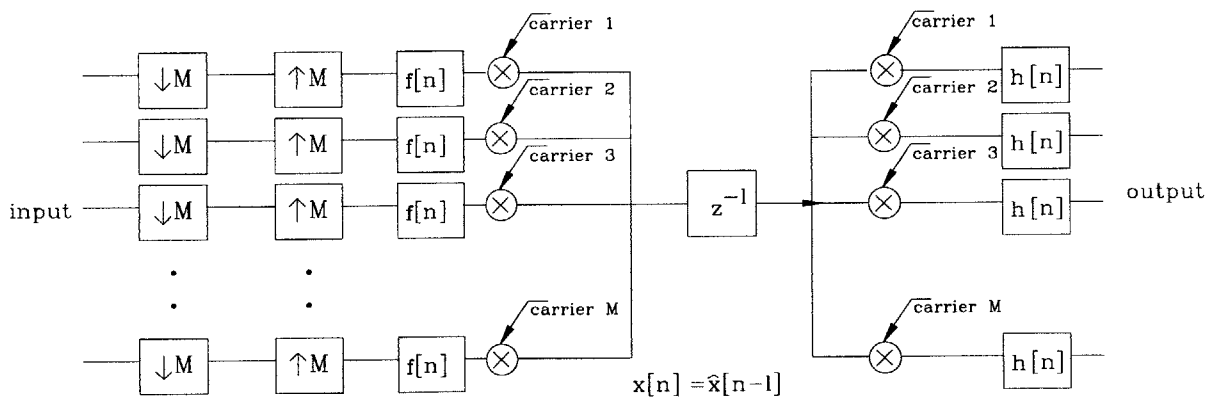 carrier 1 carrier 1
↓M ↑M f[n] h[n]
carrier 2 carrier 2
↓M ↑M f[n] h[n]
carrier 3 carrier 3
input ↓M ↑M f[n] z⁻ˡ h[n] output
carrier M carrier M
↓M ↑M f[n] h[n]
x[n] = x̂[n-l]